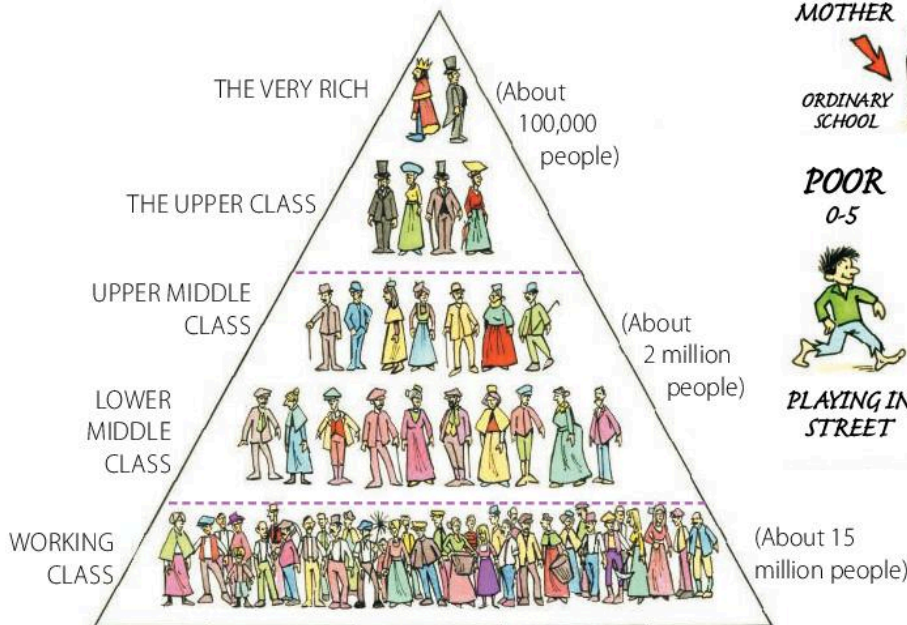 THE VERY RICH
(About
100,000
people)
THE UPPER CLASS
UPPER MIDDLE
CLASS
(About
2 million
people)
LOWER
MIDDLE
CLASS
WORKING
CLASS
(About 15
million people)
MOTHER
ORDINARY
SCHOOL
POOR
0-5
PLAYING IN
STREET